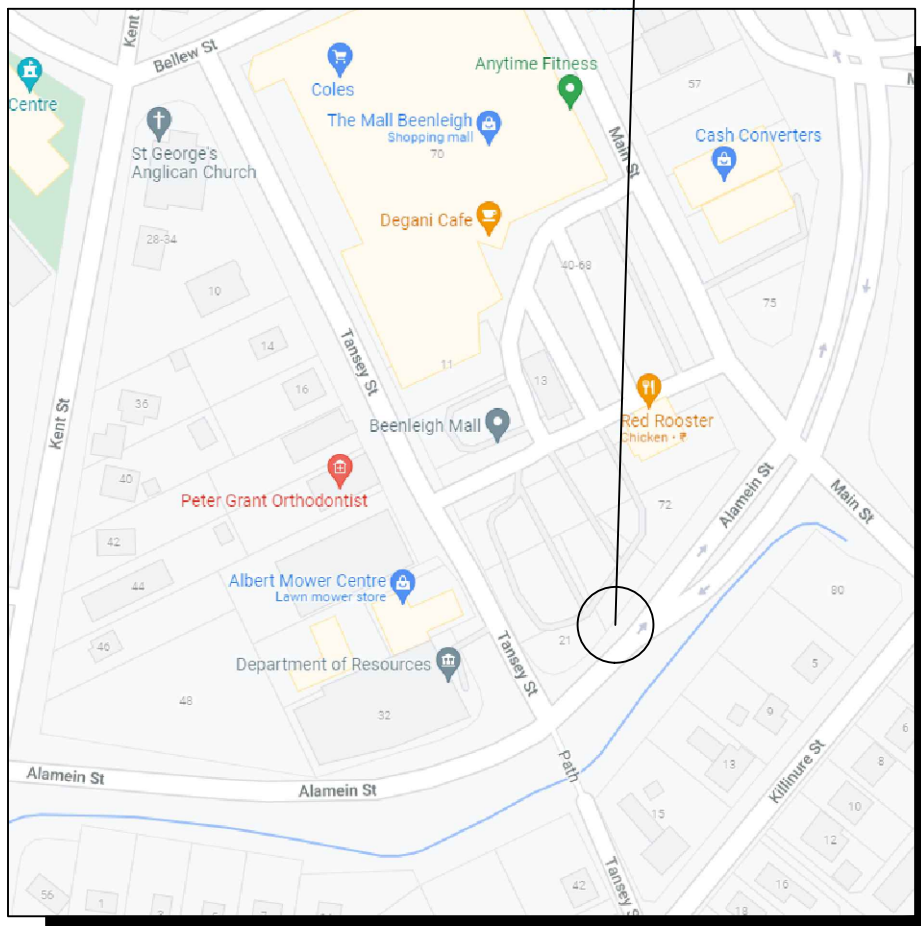 Kent
Bellew St
Centre
Coles
Anytime Fitness
57
The Mall Beenleigh
Shopping mall
70
Main St
Cash Converters
St George's
Anglican Church
Degani Cafe
28-34
40-68
10
75
14
Tansey St
11
13
16
36
Kent St
Beenleigh Mall
Red Rooster
Chicken • ₹
40
Peter Grant Orthodontist
72
Alamein St
Main St
42
44
Albert Mower Centre
Lawn mower store
80
46
21
Tansey St
Department of Resources
5
48
32
9
6
Path
13
8
Killinure St
Alamein St
Alamein St
10
15
12
42
Tansey S
16
56
1
18